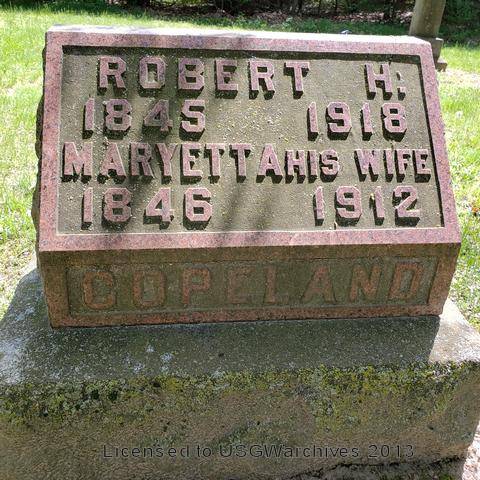 ROBERT H.
1845 1918
MARYETTA HIS WIFE
1846 1912
COPELAND
Licensed to USGWarchives 2013